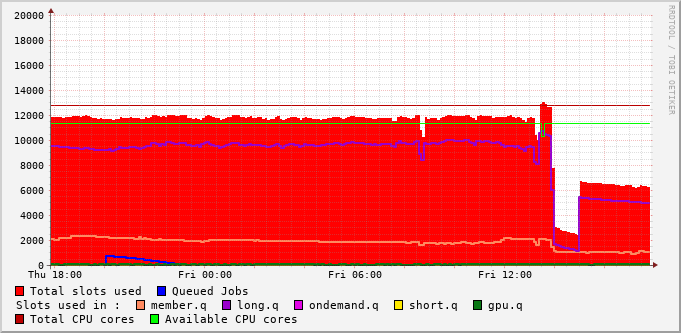 20000
18000
16000
14000
12000
10000
8000
6000
4000
2000
0
Thu 18:00 Fri 00:00 Fri 06:00 Fri 12:00
RRDTOOL / TOBI OETIKER
Total slots used Queued Jobs
Slots used in : member.q long.q ondemand.q short.q gpu.q
Total CPU cores Available CPU cores